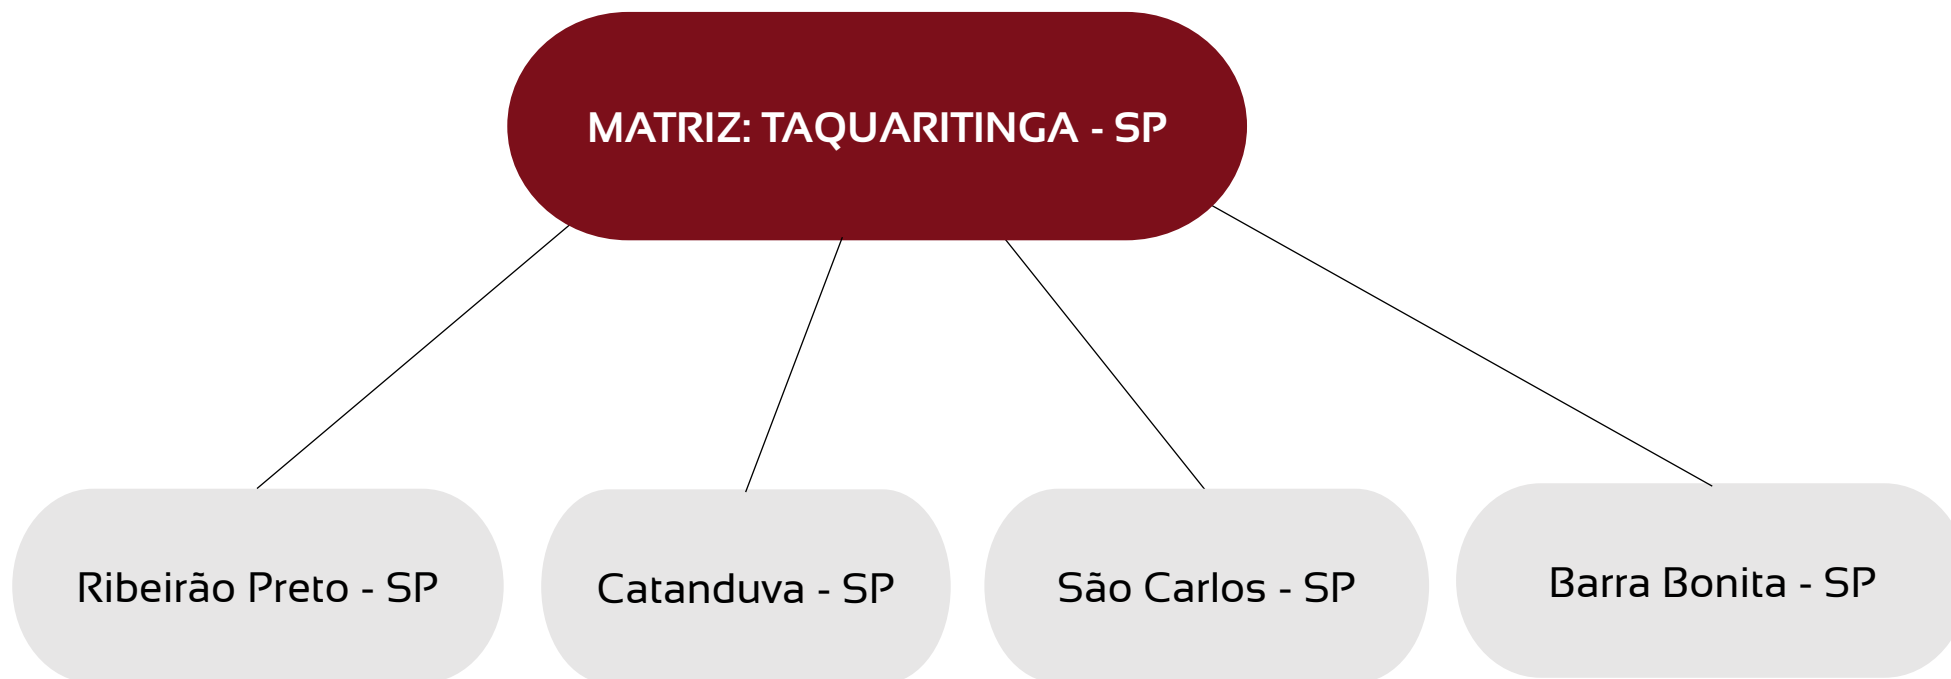 MATRIZ: TAQUARITINGA - SP
Ribeirão Preto - SP
Catanduva - SP
São Carlos - SP
Barra Bonita - SP